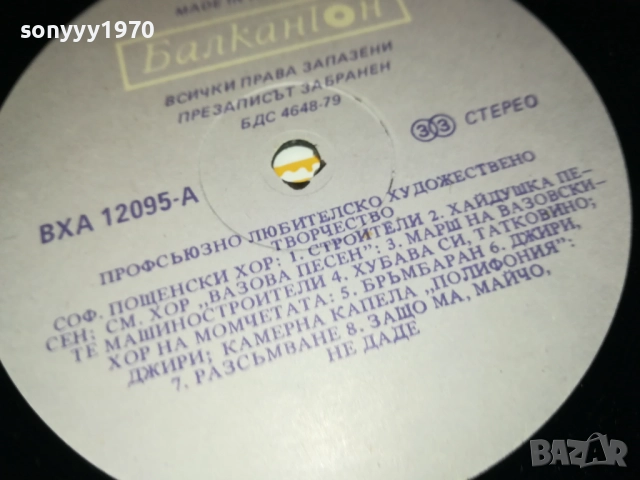 sonyyy1970
MADE IN
Балкантон
ВСИЧКИ ПРАВА ЗАПАЗЕНИ
ПРЕЗАПИСЪТ ЗАБРАНЕН
БДС 4648-79
33 СТЕРЕО
ВХА 12095-А
ПРОФСЪЮЗНО ЛЮБИТЕЛСКО ХУДОЖЕСТВЕНО
ТВОРЧЕСТВО
СОФ. ПОЩЕНСКИ ХОР: 1. СТРОИТЕЛИ 2. ХАЙДУШКА ПЕ-
СЕН; СМ. ХОР „ВАЗОВА ПЕСЕН": 3. МАРШ НА ВАЗОВСКИ-
ТЕ МАШИНОСТРОИТЕЛИ 4. ХУБАВА СИ, ТАТКОВИНО;
ХОР НА МОМЧЕТАТА: 5. БРЪМБАРАН 6. ДЖИРИ,
ДЖИРИ; КАМЕРНА КАПЕЛА „ПОЛИФОНИЯ":
7. РАЗСЪМВАНЕ 8. ЗАЩО МА, МАЙЧО,
НЕ ДАДЕ
BAZAR.bg